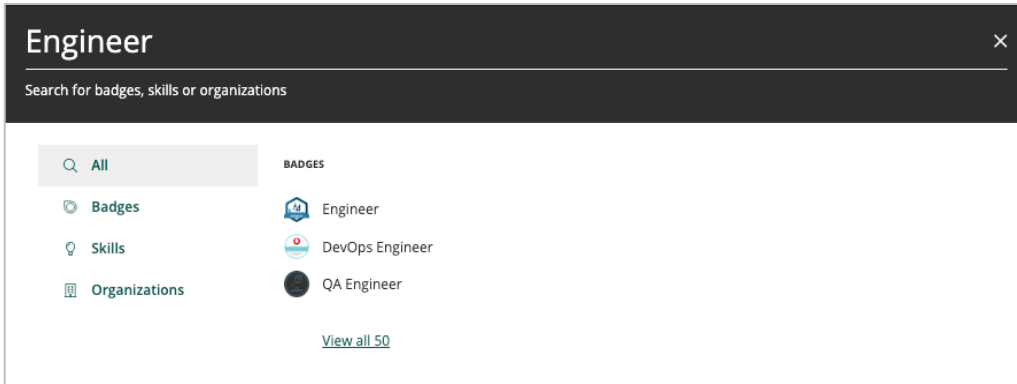 Engineer
Search for badges, skills or organizations
All
Badges
Skills
Organizations
BADGES
Engineer
DevOps Engineer
QA Engineer
View all 50